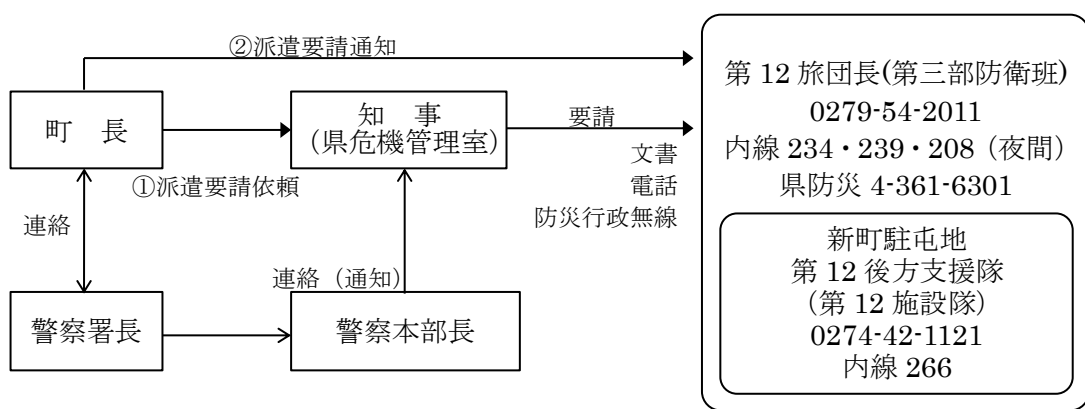 ②派遣要請通知
町　長
知　事
(県危機管理室)
要請
文書
電話
防災行政無線
①派遣要請依頼
連絡
連絡（通知）
警察署長
警察本部長
第 12 旅団長(第三部防衛班)
0279-54-2011
内線 234・239・208（夜間）
県防災 4-361-6301
新町駐屯地
第 12 後方支援隊
(第 12 施設隊)
0274-42-1121
内線 266